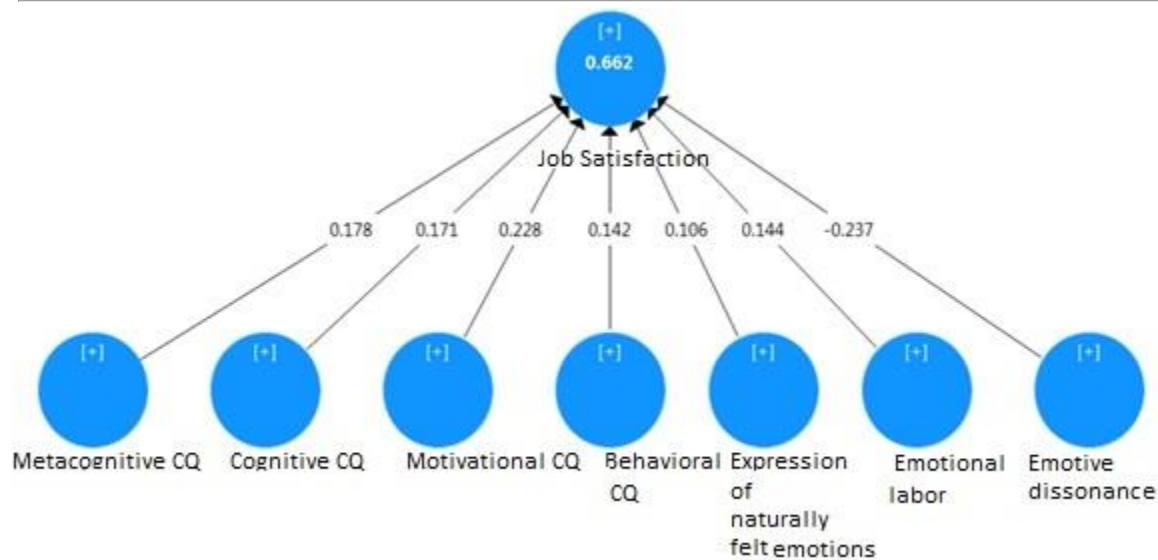 [+]
0.662
Job Satisfaction
0.178 0.171 0.228 0.142 0.106 0.144 -0.237
[+] [+] [+] [+] [+] [+] [+]
Metacognitive CQ
Cognitive CQ
Motivational CQ
Behavioral
CQ
Expression
of
naturally
felt emotions
Emotional
labor
Emotive
dissonance